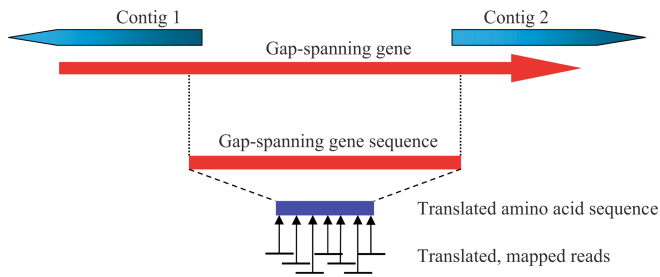 Contig 1
Contig 2
Gap-spanning gene
Gap-spanning gene sequence
Translated amino acid sequence
Translated, mapped reads